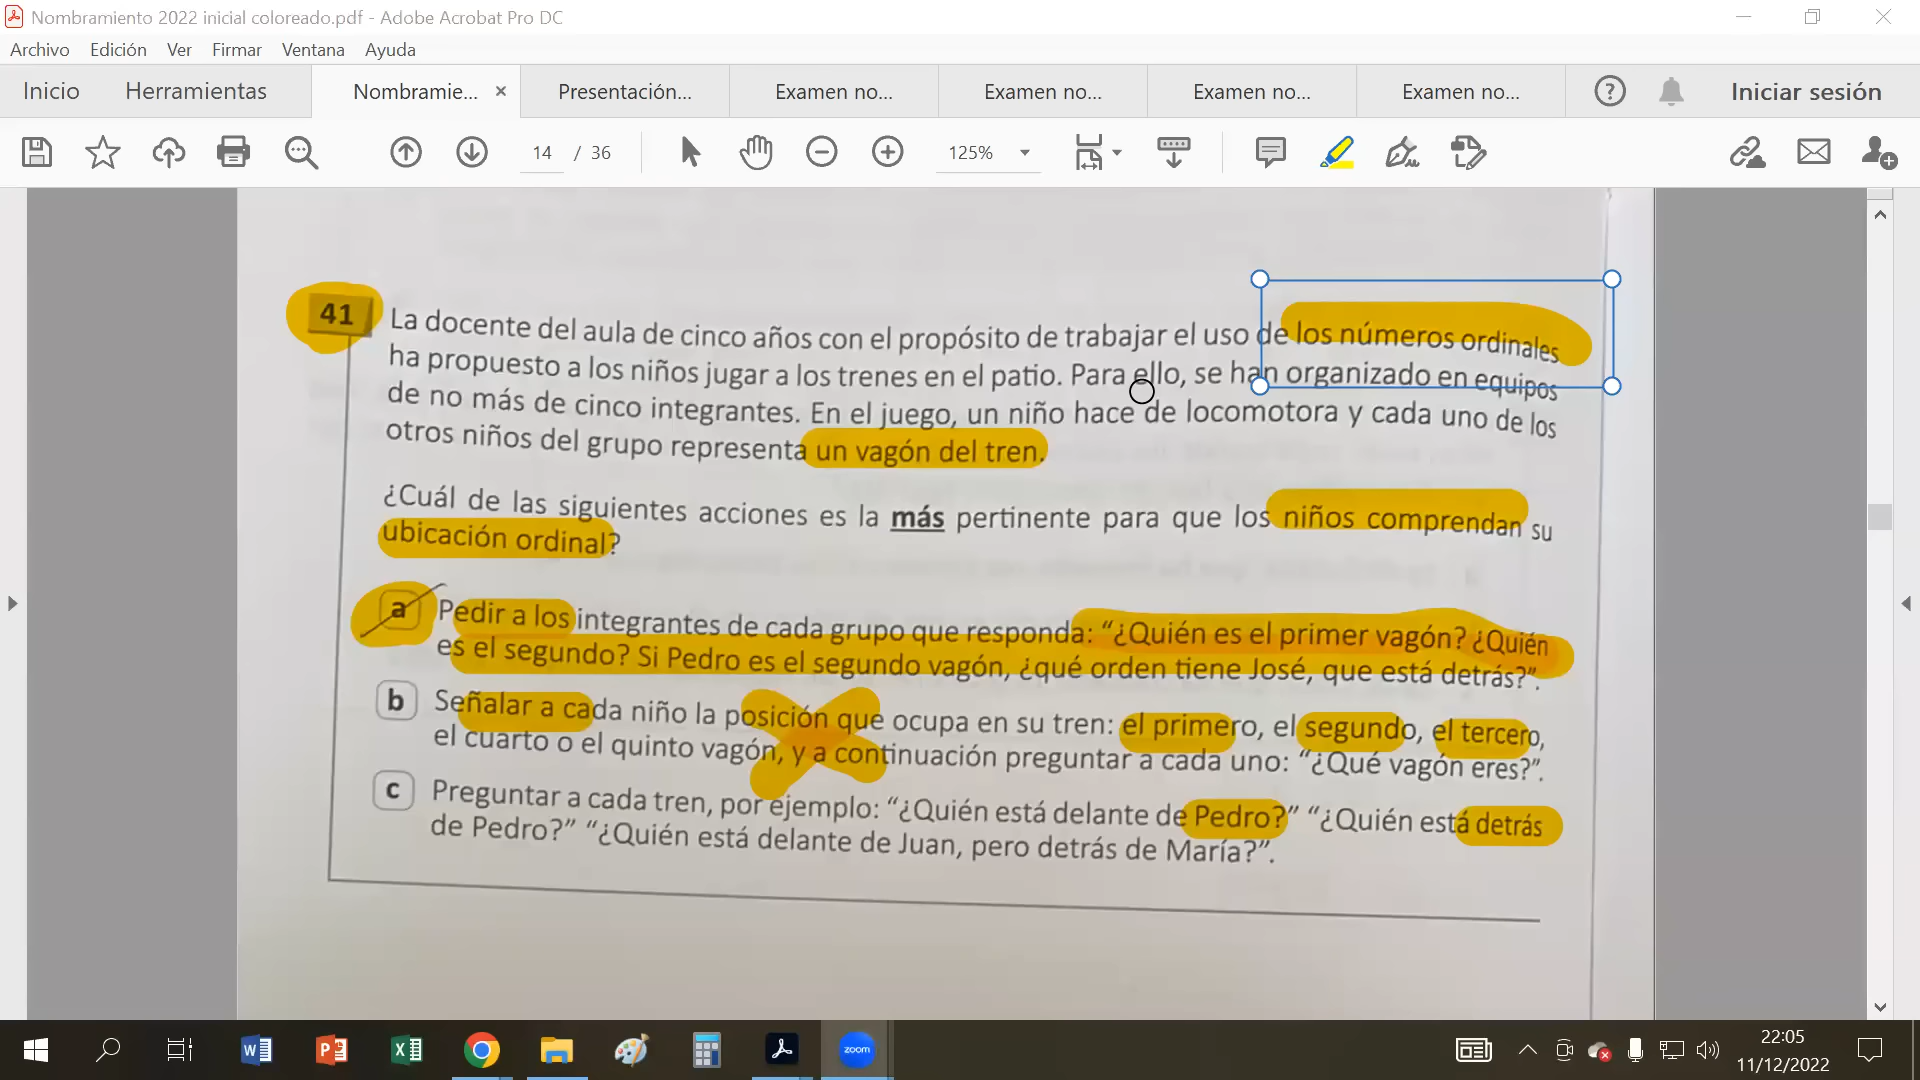 Nombramiento 2022 inicial coloreado.pdf - Adobe Acrobat Pro DC
Archivo Edición Ver Firmar Ventana Ayuda
Inicio Herramientas Nombramie... × Presentación... Examen no... Examen no... Examen no... Examen no... Iniciar sesión
14 / 36 125%
41 La docente del aula de cinco años con el propósito de trabajar el uso de los números ordinales
ha propuesto a los niños jugar a los trenes en el patio. Para ello, se han organizado en equipos
de no más de cinco integrantes. En el juego, un niño hace de locomotora y cada uno de los
otros niños del grupo representa un vagón del tren.
¿Cuál de las siguientes acciones es la más pertinente para que los niños comprendan su
ubicación ordinal?
a Pedir a los integrantes de cada grupo que responda: “¿Quién es el primer vagón? ¿Quién
es el segundo? Si Pedro es el segundo vagón, ¿qué orden tiene José, que está detrás?”.
b Señalar a cada niño la posición que ocupa en su tren: el primero, el segundo, el tercero,
el cuarto o el quinto vagón, y a continuación preguntar a cada uno: “¿Qué vagón eres?”.
c Preguntar a cada tren, por ejemplo: “¿Quién está delante de Pedro?” “¿Quién está detrás
de Pedro?” “¿Quién está delante de Juan, pero detrás de María?”.
zoom
22:05
11/12/2022